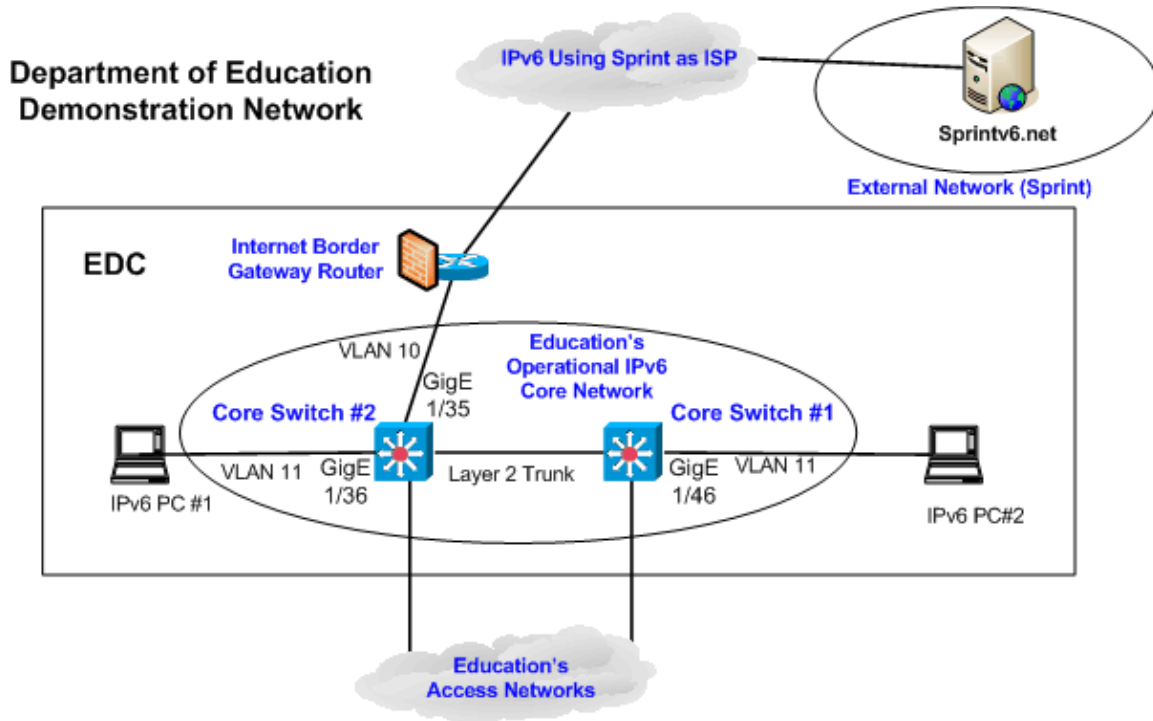 Department of Education
Demonstration Network
IPv6 Using Sprint as ISP
Sprintv6.net
External Network (Sprint)
EDC
Internet Border
Gateway Router
VLAN 10
GigE
1/35
Education's
Operational IPv6
Core Network
Core Switch #2
Core Switch #1
VLAN 11
GigE
1/36
Layer 2 Trunk
GigE
1/46
VLAN 11
IPv6 PC #1
IPv6 PC#2
Education's
Access Networks